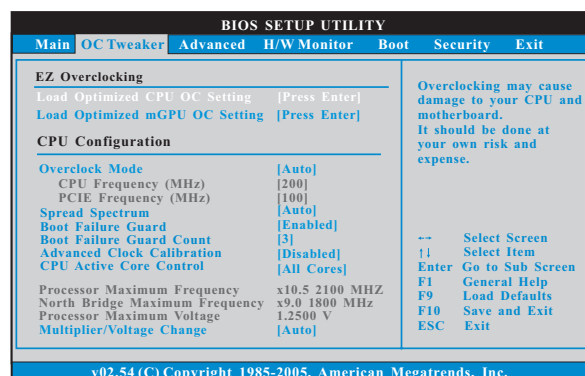 BIOS SETUP UTILITY
Main OC Tweaker Advanced H/W Monitor Boot Security Exit
EZ Overclocking
Load Optimized CPU OC Setting [Press Enter]
Load Optimized mGPU OC Setting [Press Enter]
CPU Configuration
Overclock Mode [Auto]
CPU Frequency (MHz) [200]
PCIE Frequency (MHz) [100]
Spread Spectrum [Auto]
Boot Failure Guard [Enabled]
Boot Failure Guard Count [3]
Advanced Clock Calibration [Disabled]
CPU Active Core Control [All Cores]
Processor Maximum Frequency x10.5 2100 MHZ
North Bridge Maximum Frequency x9.0 1800 MHz
Processor Maximum Voltage 1.2500 V
Multiplier/Voltage Change [Auto]
Overclocking may cause
damage to your CPU and
motherboard.
It should be done at
your own risk and
expense.
←→ Select Screen
↑↓ Select Item
Enter Go to Sub Screen
F1 General Help
F9 Load Defaults
F10 Save and Exit
ESC Exit
v02.54 (C) Copyright 1985-2005, American Megatrends, Inc.